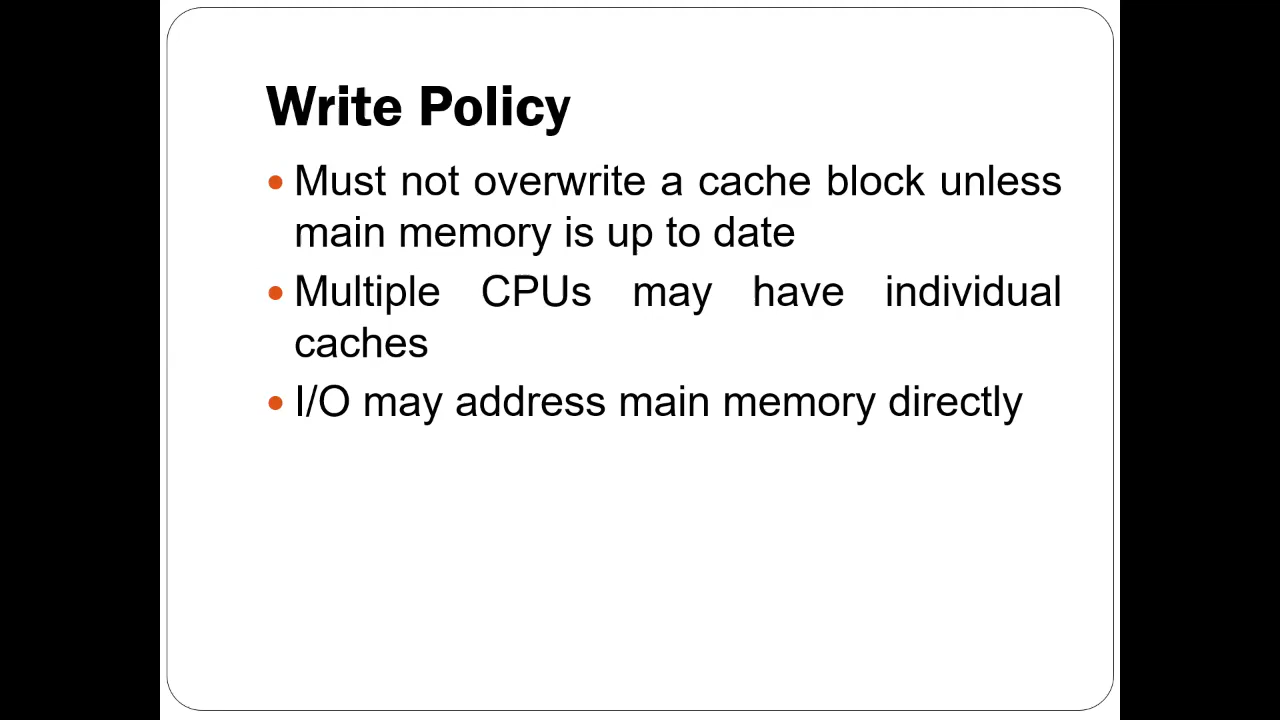 Write Policy
• Must not overwrite a cache block unless
main memory is up to date
• Multiple CPUs may have individual
caches
• I/O may address main memory directly